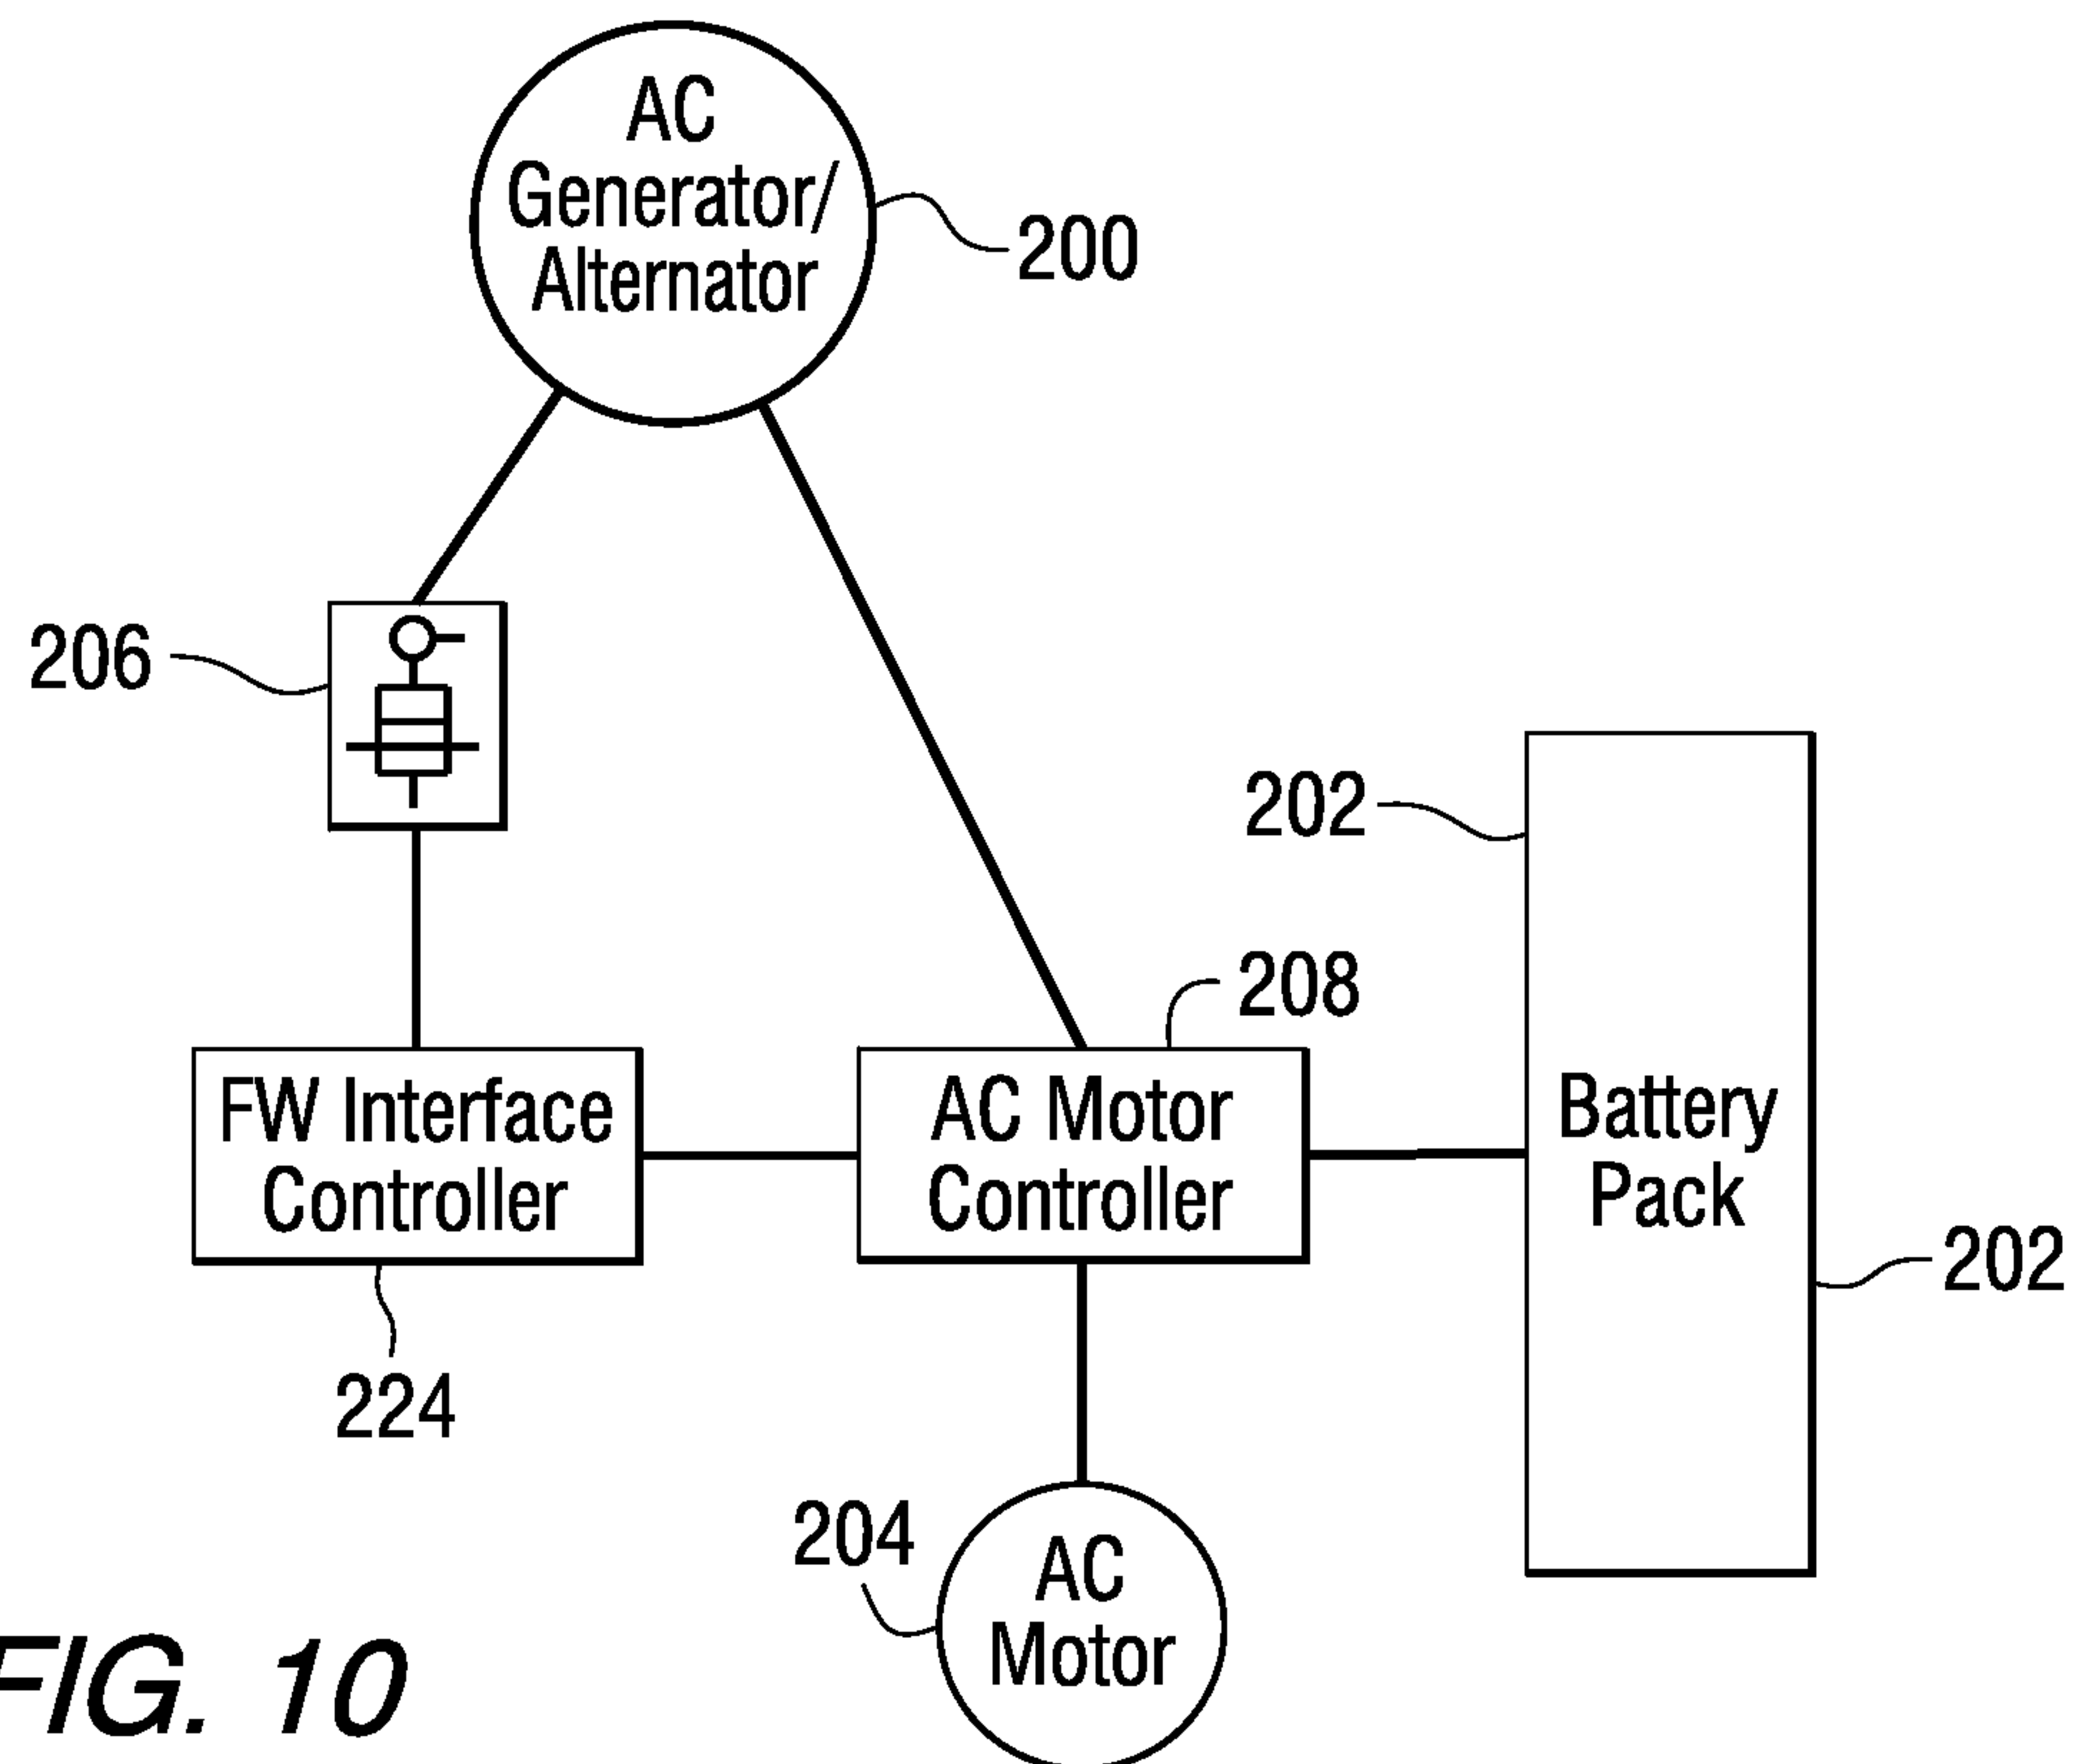 AC
Generator/
Alternator
200
206
202
208
FW Interface
Controller
AC Motor
Controller
Battery
Pack
202
224
204
AC
Motor
FIG. 10